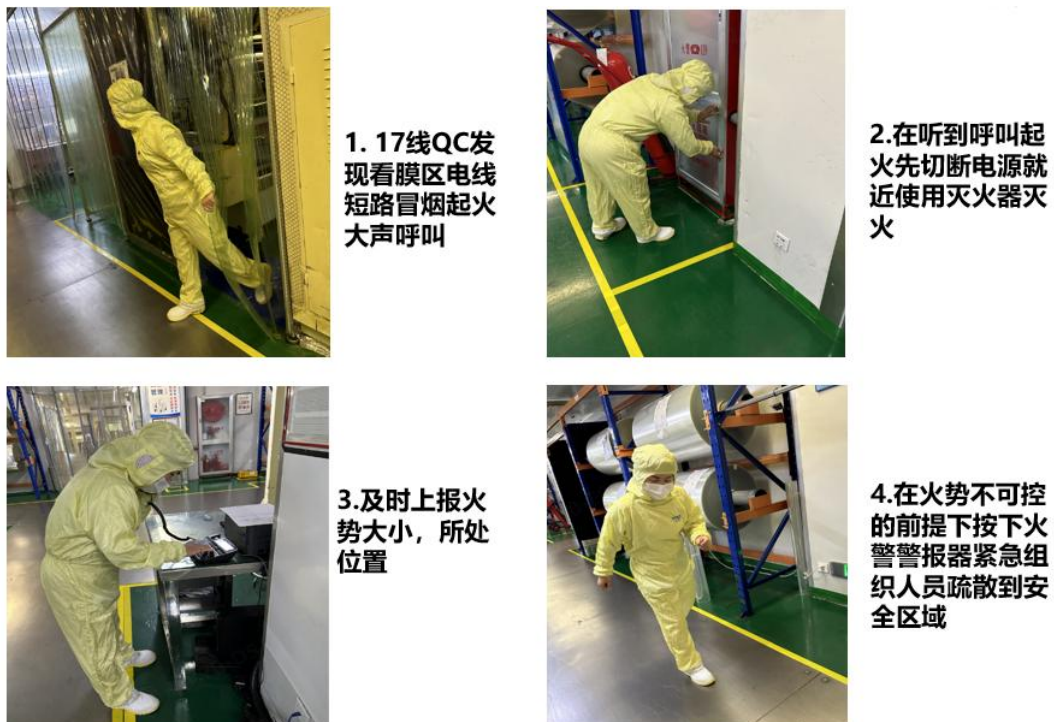 1. 17线QC发
现看膜区电线
短路冒烟起火
大声呼叫
2.在听到呼叫起
火先切断电源就
近使用灭火器灭
火
3.及时上报火
势大小，所处
位置
4.在火势不可控
的前提下按下火
警警报器紧急组
织人员疏散到安
全区域